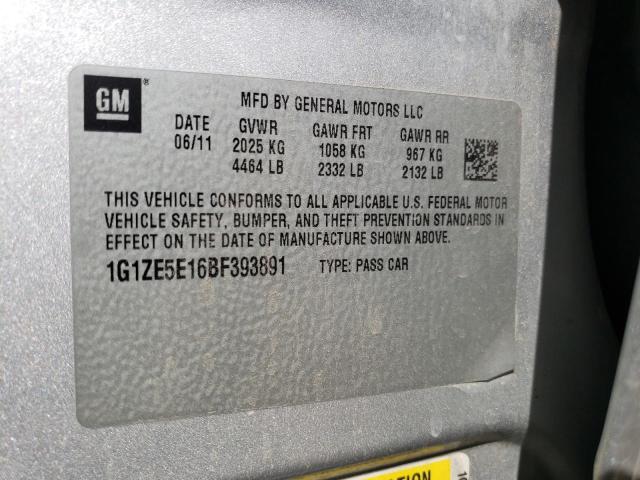 GM
MFD BY GENERAL MOTORS LLC
DATE GVWR GAWR FRT GAWR RR
06/11 2025 KG 1058 KG 967 KG
4464 LB 2332 LB 2132 LB
THIS VEHICLE CONFORMS TO ALL APPLICABLE U.S. FEDERAL MOTOR
VEHICLE SAFETY, BUMPER, AND THEFT PREVENTION STANDARDS IN
EFFECT ON THE DATE OF MANUFACTURE SHOWN ABOVE.
1G1ZE5E16BF393891 TYPE: PASS CAR